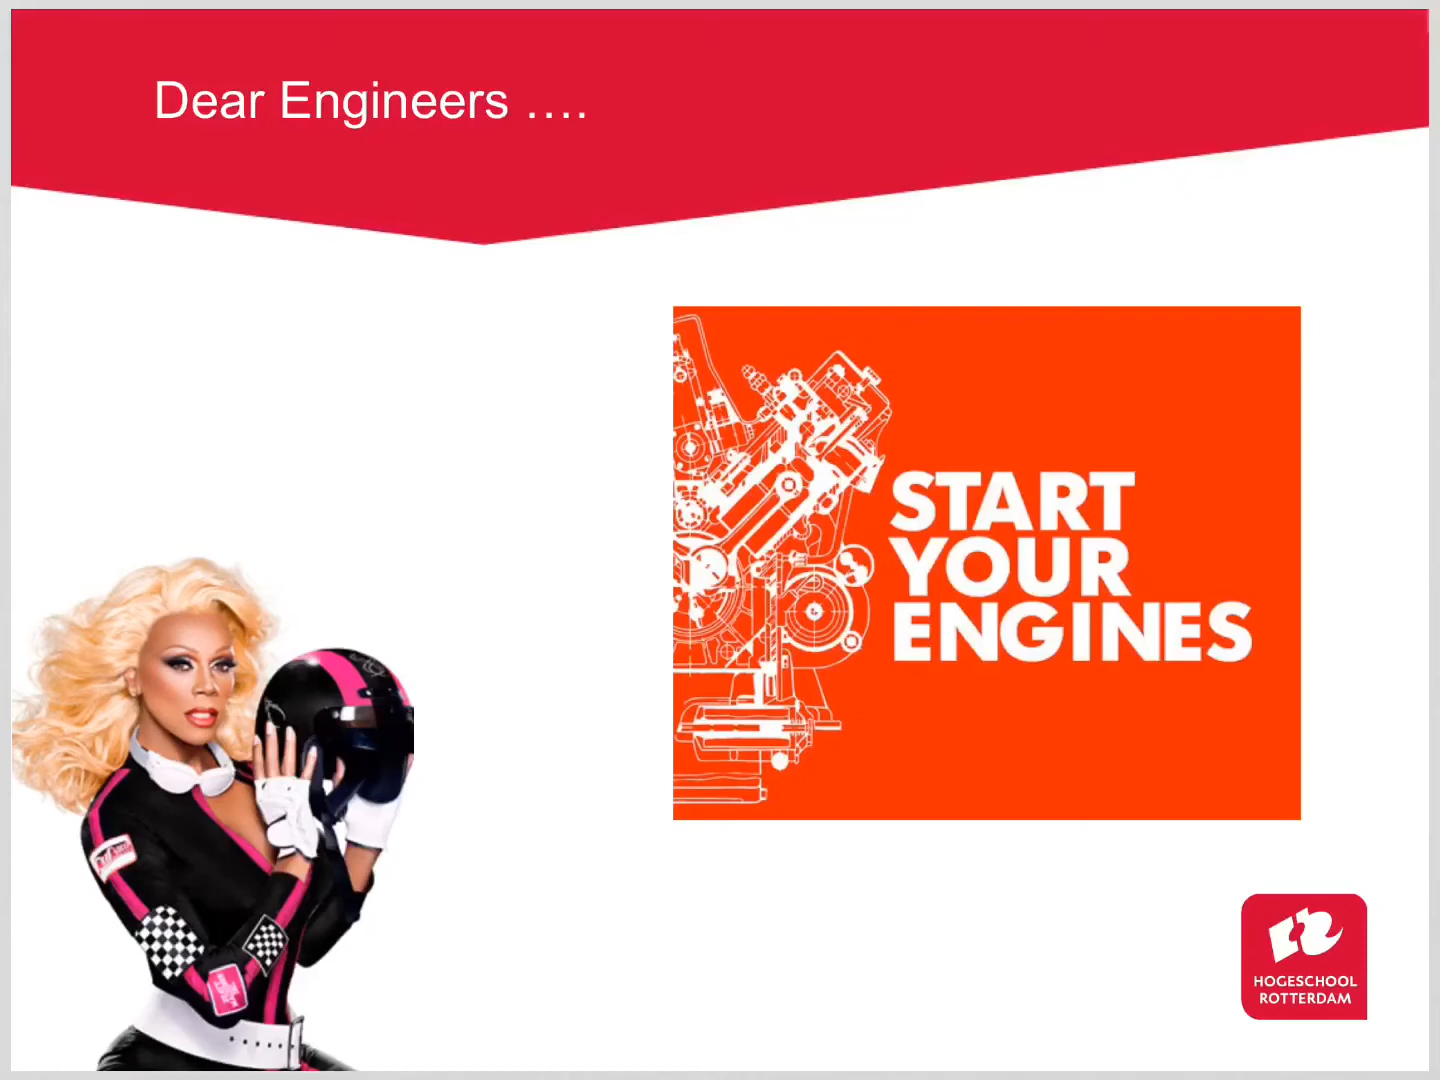 Dear Engineers ....
START
YOUR
ENGINES
HOGESCHOOL
ROTTERDAM